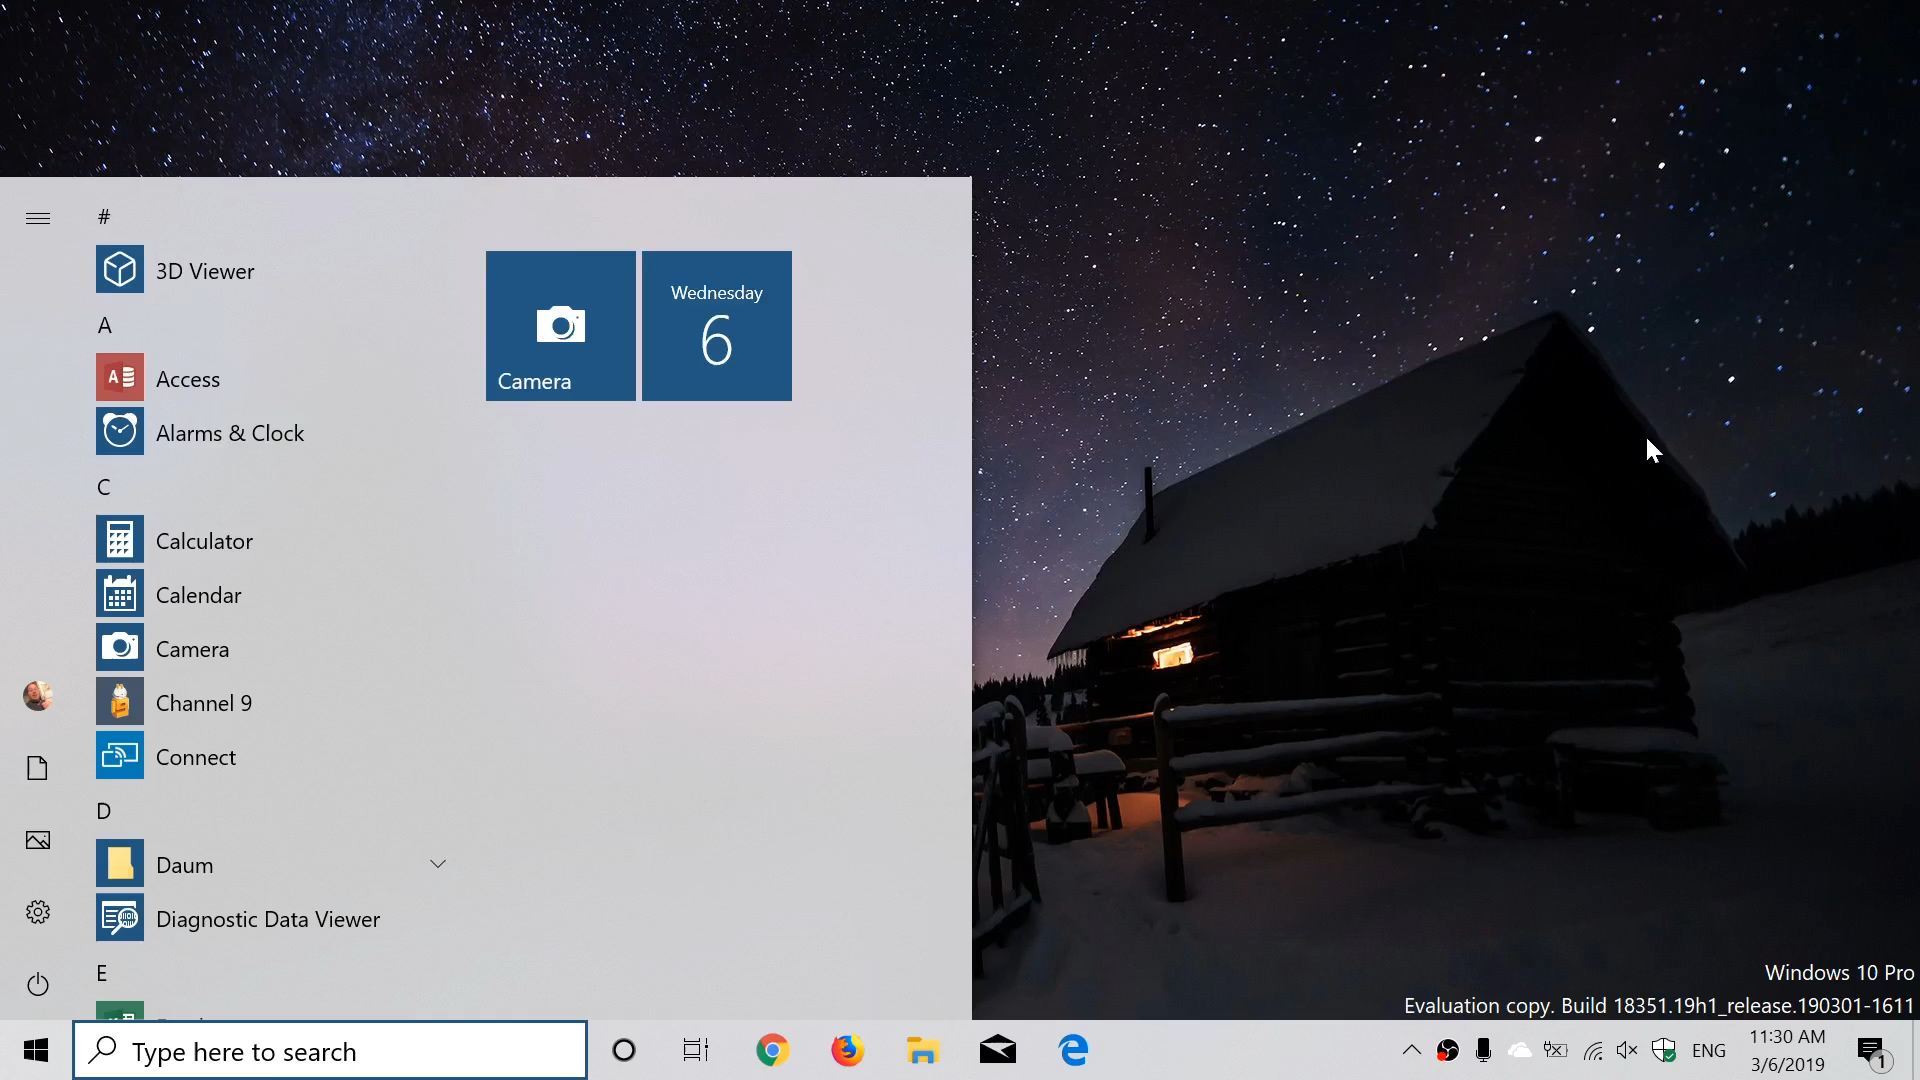 #
3D Viewer
A
Access
Alarms & Clock
C
Calculator
Calendar
Camera
Channel 9
Connect
D
Daum
Diagnostic Data Viewer
E
Camera
Wednesday
6
Windows 10 Pro
Evaluation copy. Build 18351.19h1_release.190301-1611
Type here to search
ENG
11:30 AM
3/6/2019
1